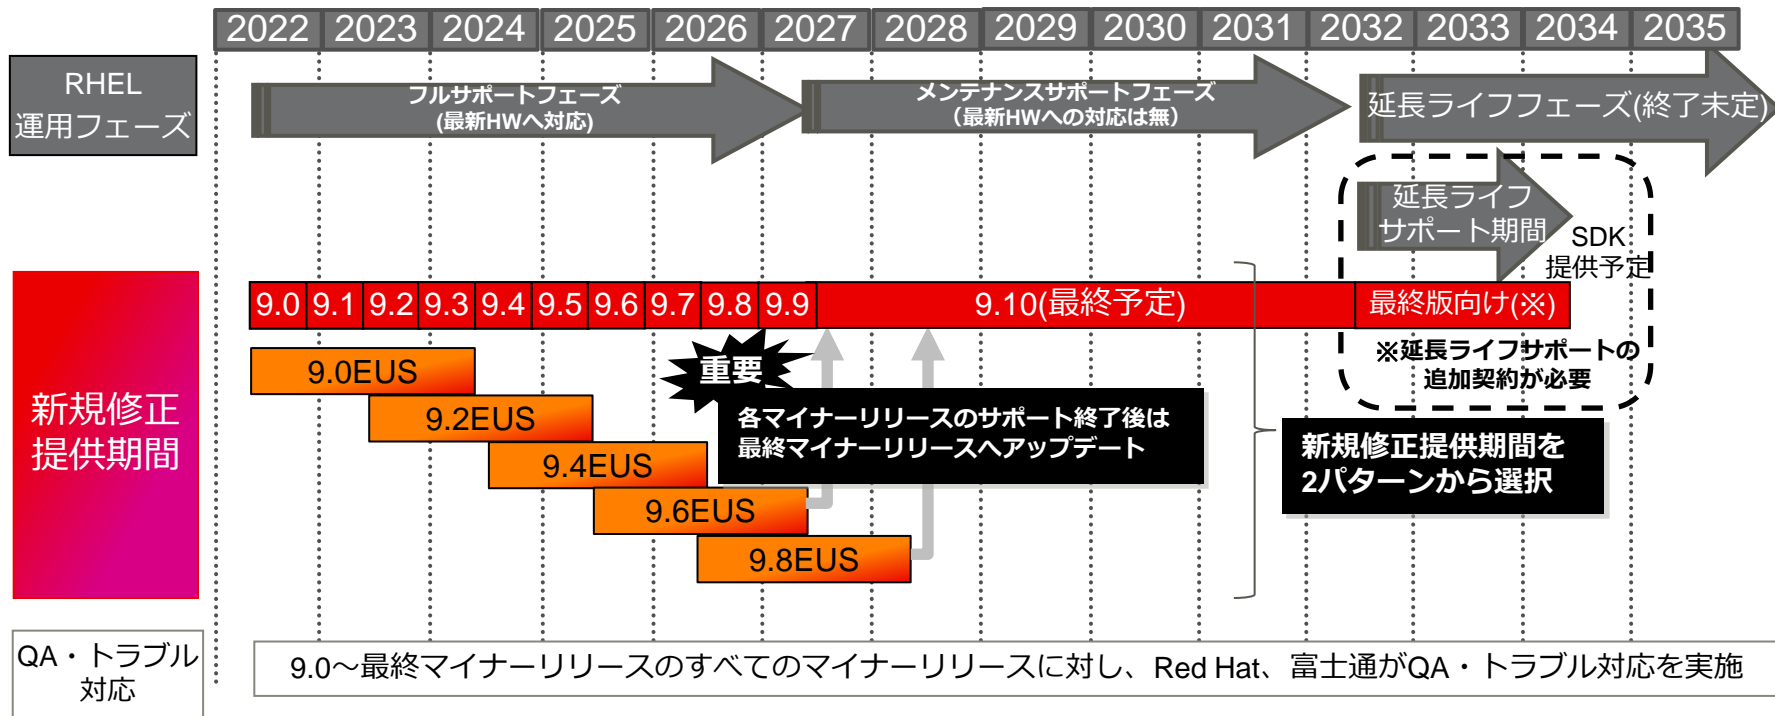 2022 2023 2024 2025 2026 2027 2028 2029 2030 2031 2032 2033 2034 2035
RHEL
運用フェーズ
フルサポートフェーズ
(最新HWへ対応)
メンテナンスサポートフェーズ
（最新HWへの対応は無）
延長ライフフェーズ(終了未定)
延長ライフ
サポート期間
SDK
提供予定
新規修正
提供期間
9.0 9.1 9.2 9.3 9.4 9.5 9.6 9.7 9.8 9.9 9.10(最終予定) 最終版向け(※)
※延長ライフサポートの
追加契約が必要
9.0EUS
9.2EUS
9.4EUS
9.6EUS
9.8EUS
重要
各マイナーリリースのサポート終了後は
最終マイナーリリースへアップデート
新規修正提供期間を
2パターンから選択
QA・トラブル
対応
9.0～最終マイナーリリースのすべてのマイナーリリースに対し、Red Hat、富士通がQA・トラブル対応を実施